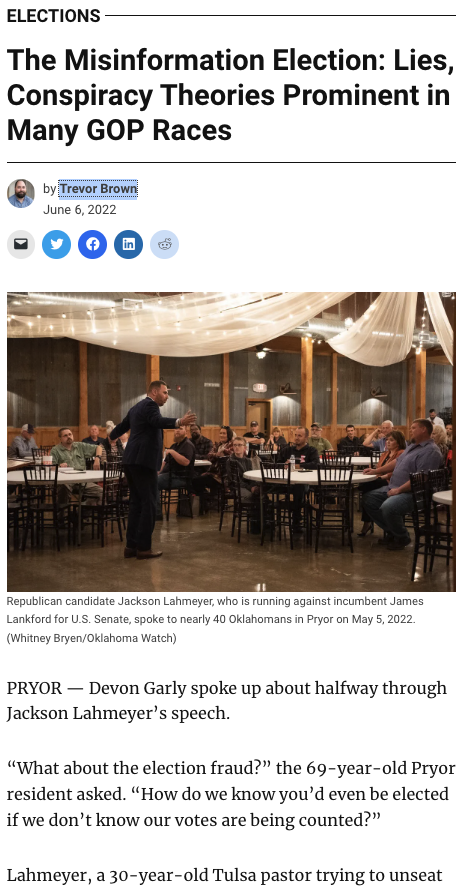 ELECTIONS
The Misinformation Election: Lies,
Conspiracy Theories Prominent in
Many GOP Races
by Trevor Brown
June 6, 2022
Republican candidate Jackson Lahmeyer, who is running against incumbent James
Lankford for U.S. Senate, spoke to nearly 40 Oklahomans in Pryor on May 5, 2022.
(Whitney Bryen/Oklahoma Watch)
PRYOR — Devon Garly spoke up about halfway through
Jackson Lahmeyer’s speech.
“What about the election fraud?” the 69-year-old Pryor
resident asked. “How do we know you’d even be elected
if we don’t know our votes are being counted?”
Lahmeyer, a 30-year-old Tulsa pastor trying to unseat